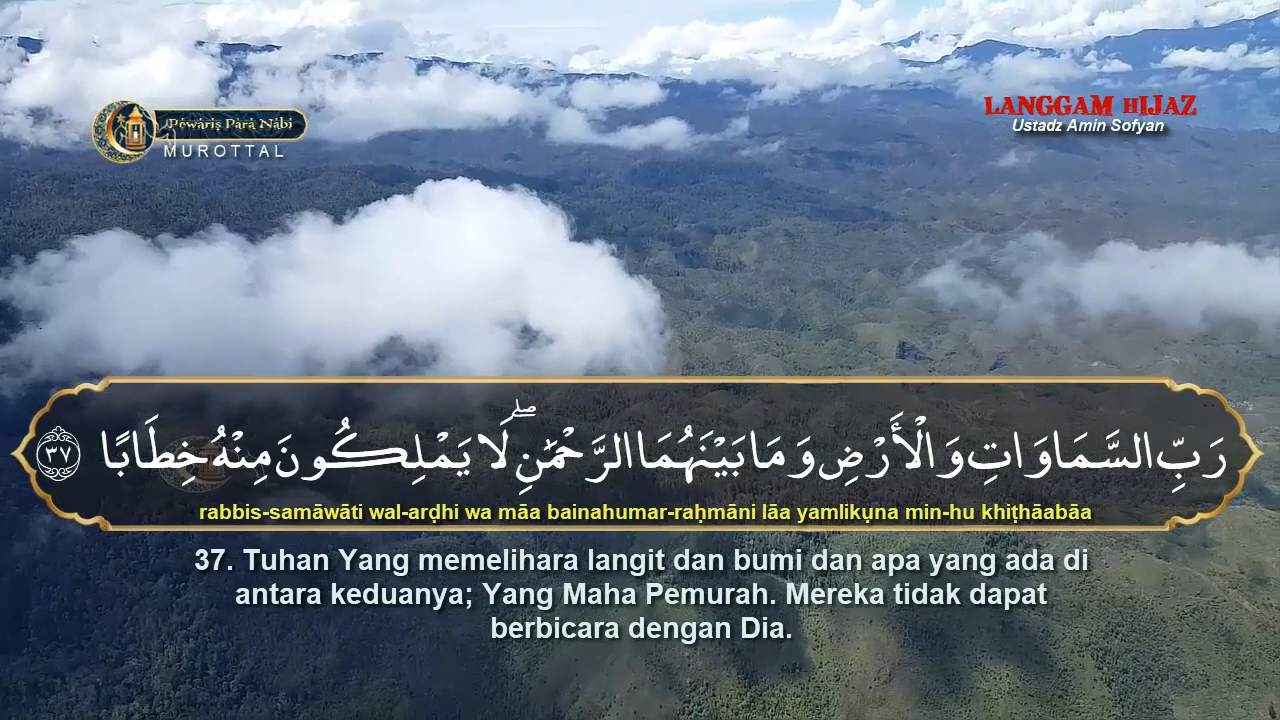 Pewaris Para Nabi
MUROTTAL
LANGGAM HIJAZ
Ustadz Amin Sofyan
رَبِّ السَّمَاوَاتِ وَالْأَرْضِ وَمَا بَيْنَهُمَا الرَّحْمَٰنِ ۖ لَا يَمْلِكُونَ مِنْهُ خِطَابًا ٣٧
rabbis-samāwāti wal-arḍhi wa māa bainahumar-raḥmāni lāa yamlikụna min-hu khiṭhāabāa
37. Tuhan Yang memelihara langit dan bumi dan apa yang ada di
antara keduanya; Yang Maha Pemurah. Mereka tidak dapat
berbicara dengan Dia.